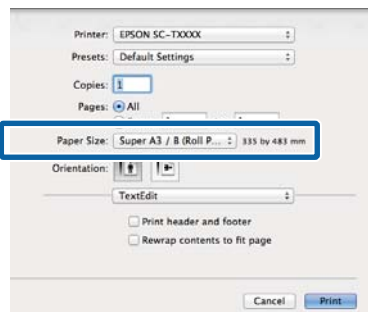 Printer: EPSON SC-TXXXX
Presets: Default Settings
Copies: 1
Pages: All
Paper Size: Super A3 / B (Roll P... 335 by 483 mm
Orientation:
TextEdit
Print header and footer
Rewrap contents to fit page
Cancel Print